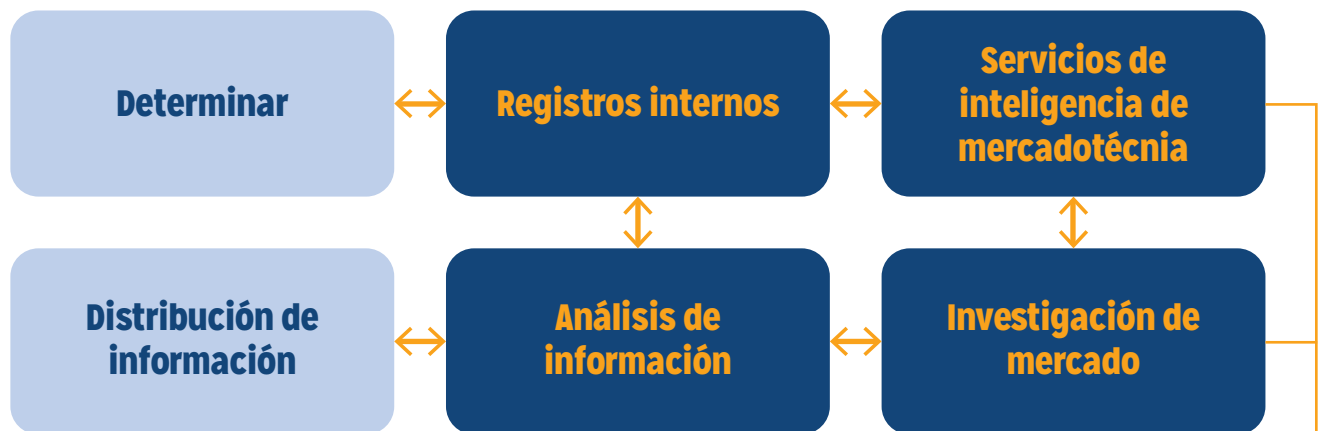 Determinar
Registros internos
Servicios de
inteligencia de
mercadotécnia
Distribución de
información
Análisis de
información
Investigación de
mercado